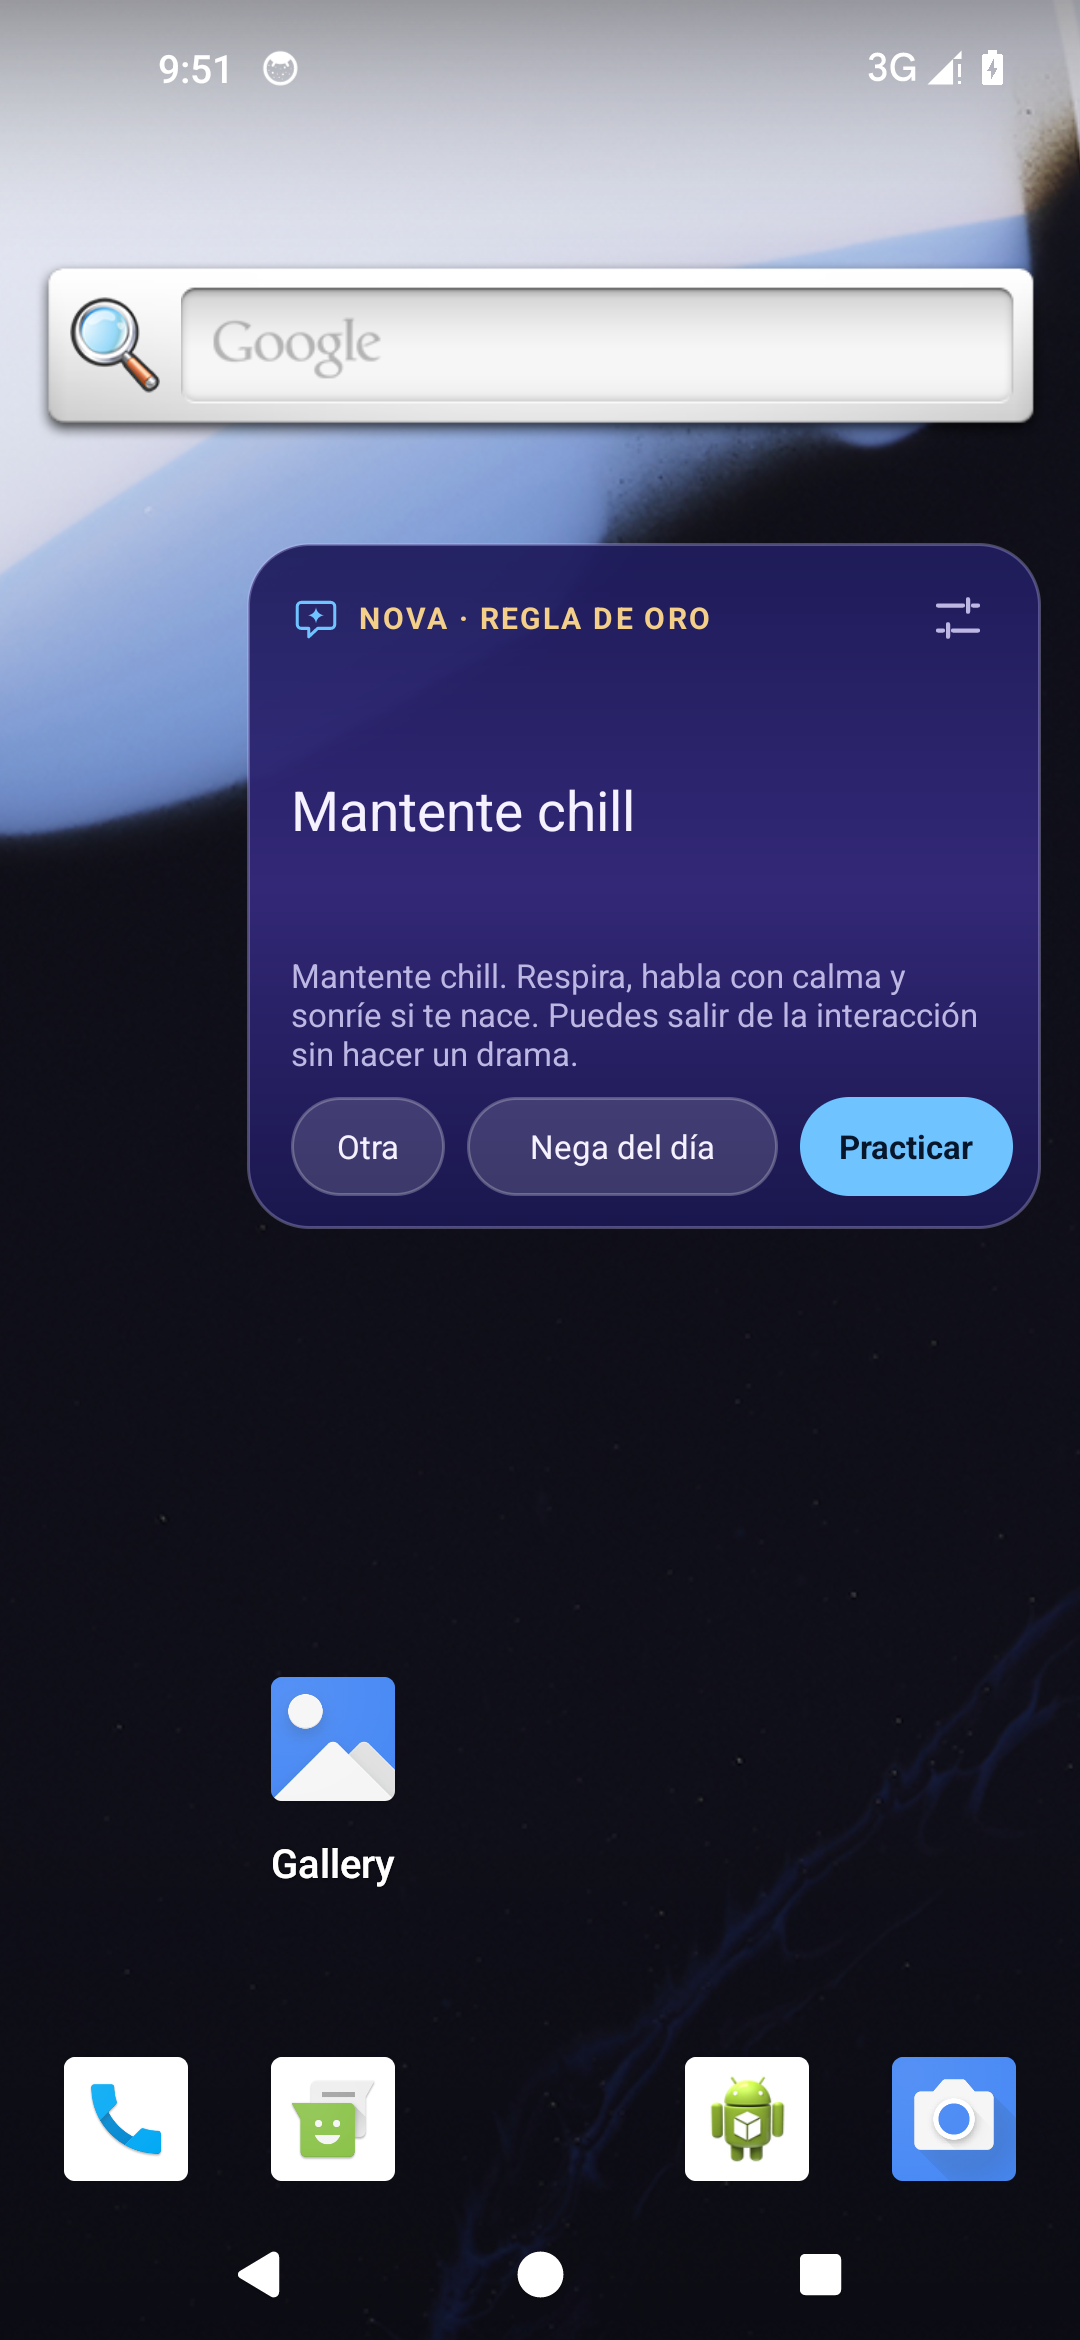 9:51
3G
Google
NOVA · REGLA DE ORO
Mantente chill
Mantente chill. Respira, habla con calma y
sonríe si te nace. Puedes salir de la interacción
sin hacer un drama.
Otra
Nega del día
Practicar
Gallery